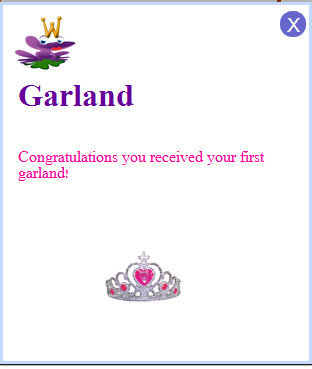 W
X
Garland
Congratulations you received your first
garland!